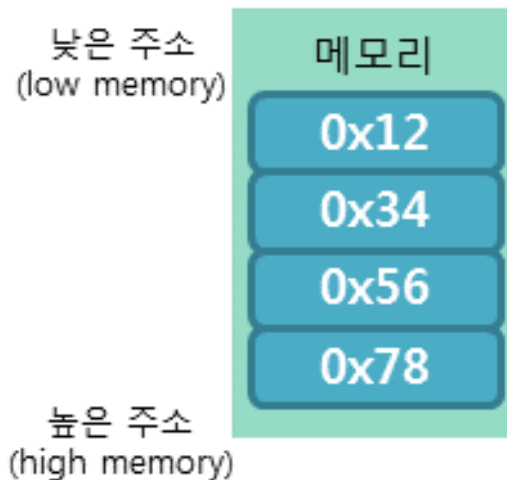 낮은 주소
(low memory)
메모리
0x12
0x34
0x56
0x78
높은 주소
(high memory)